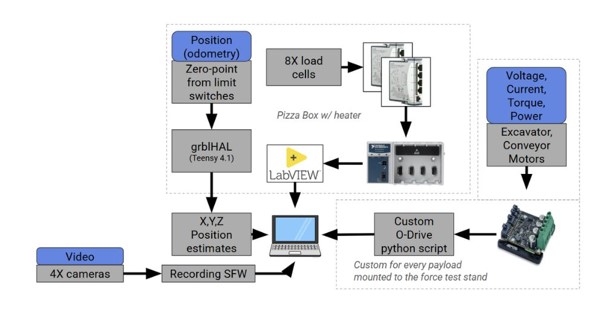 Position
(odometry)
Zero-point
from limit
switches
8X load
cells
Pizza Box w/ heater
Voltage,
Current,
Torque,
Power
Excavator,
Conveyor
Motors
grblHAL
(Teensy 4.1)
LabVIEW
X,Y,Z
Position
estimates
Custom
O-Drive
python script
Custom for every payload
mounted to the force test stand
Video
4X cameras
Recording SFW